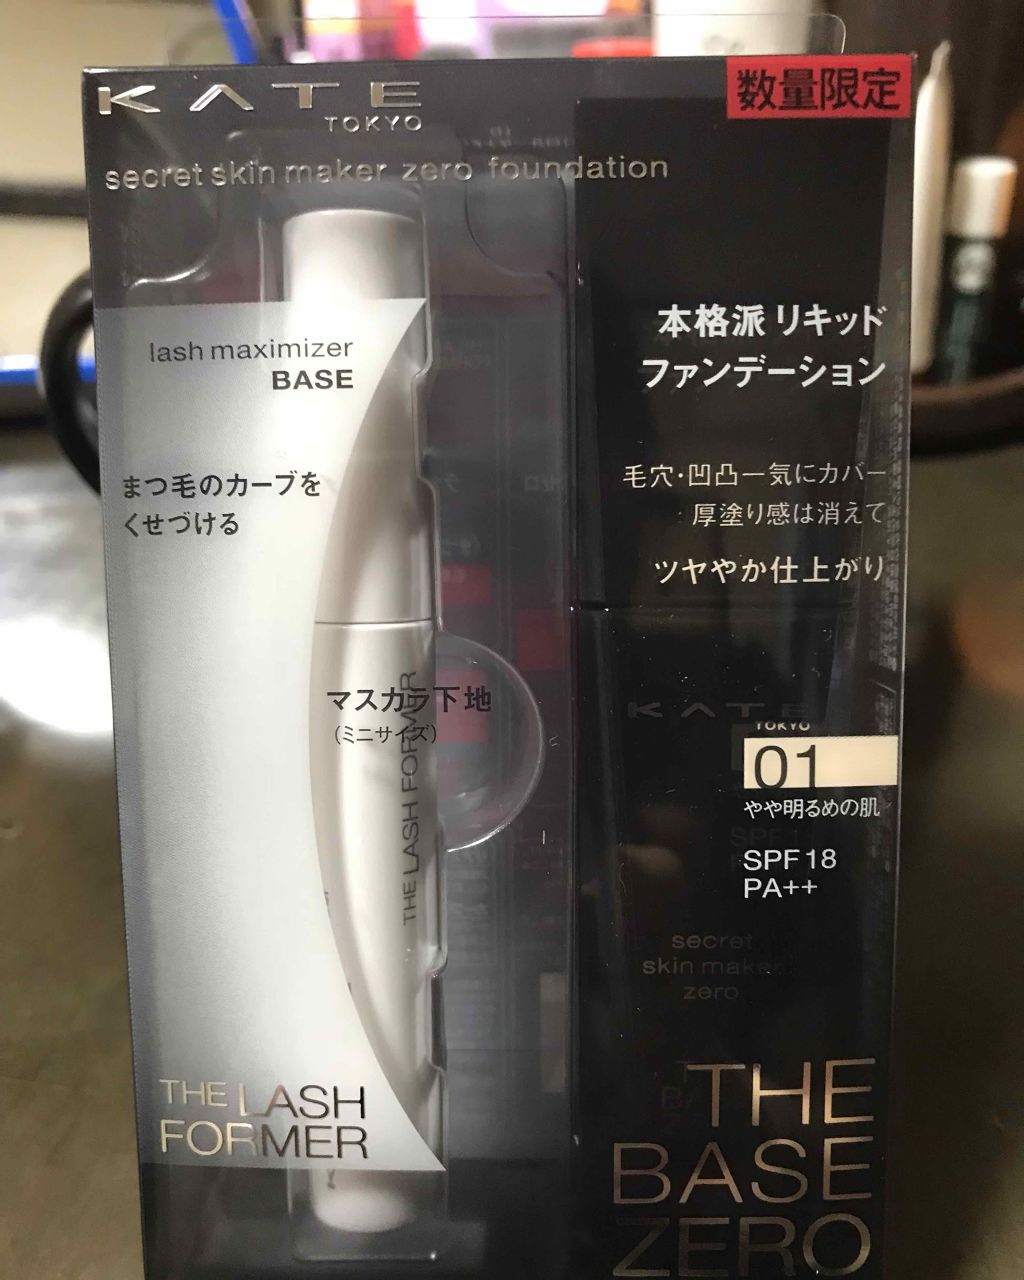 KATE
TOKYO
数量限定
secret skin maker zero foundation
lash maximizer
BASE
まつ毛のカーブを
くせづける
マスカラ下地
(ミニサイズ)
THE LASH FORMER
THE LASH
FORMER
本格派 リキッド
ファンデーション
毛穴・凹凸一気にカバー
厚塗り感は消えて
ツヤやか仕上がり
KATE
TOKYO
01
やや明るめの肌
SPF18
PA++
secret
skin maker
zero
THE
BASE
ZERO